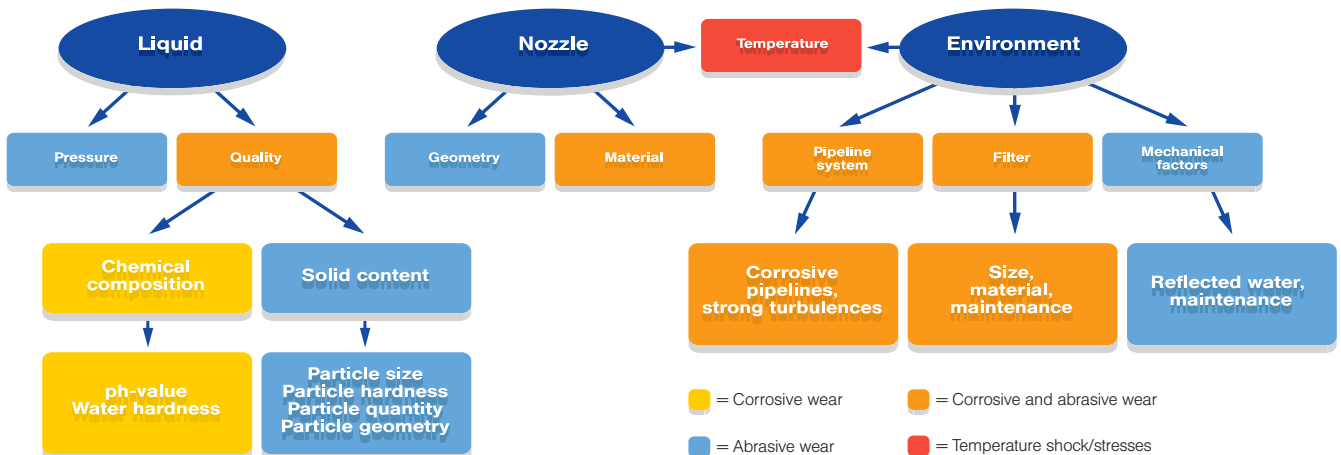 Liquid
Nozzle
Temperature
Environment
Pressure
Quality
Geometry
Material
Pipeline
system
Filter
Mechanical
factors
Chemical
composition
Solid content
Corrosive
pipelines,
strong turbulences
Size,
material,
maintenance
Reflected water,
maintenance
ph-value
Water hardness
Particle size
Particle hardness
Particle quantity
Particle geometry
= Corrosive wear
= Corrosive and abrasive wear
= Abrasive wear
= Temperature shock/stresses